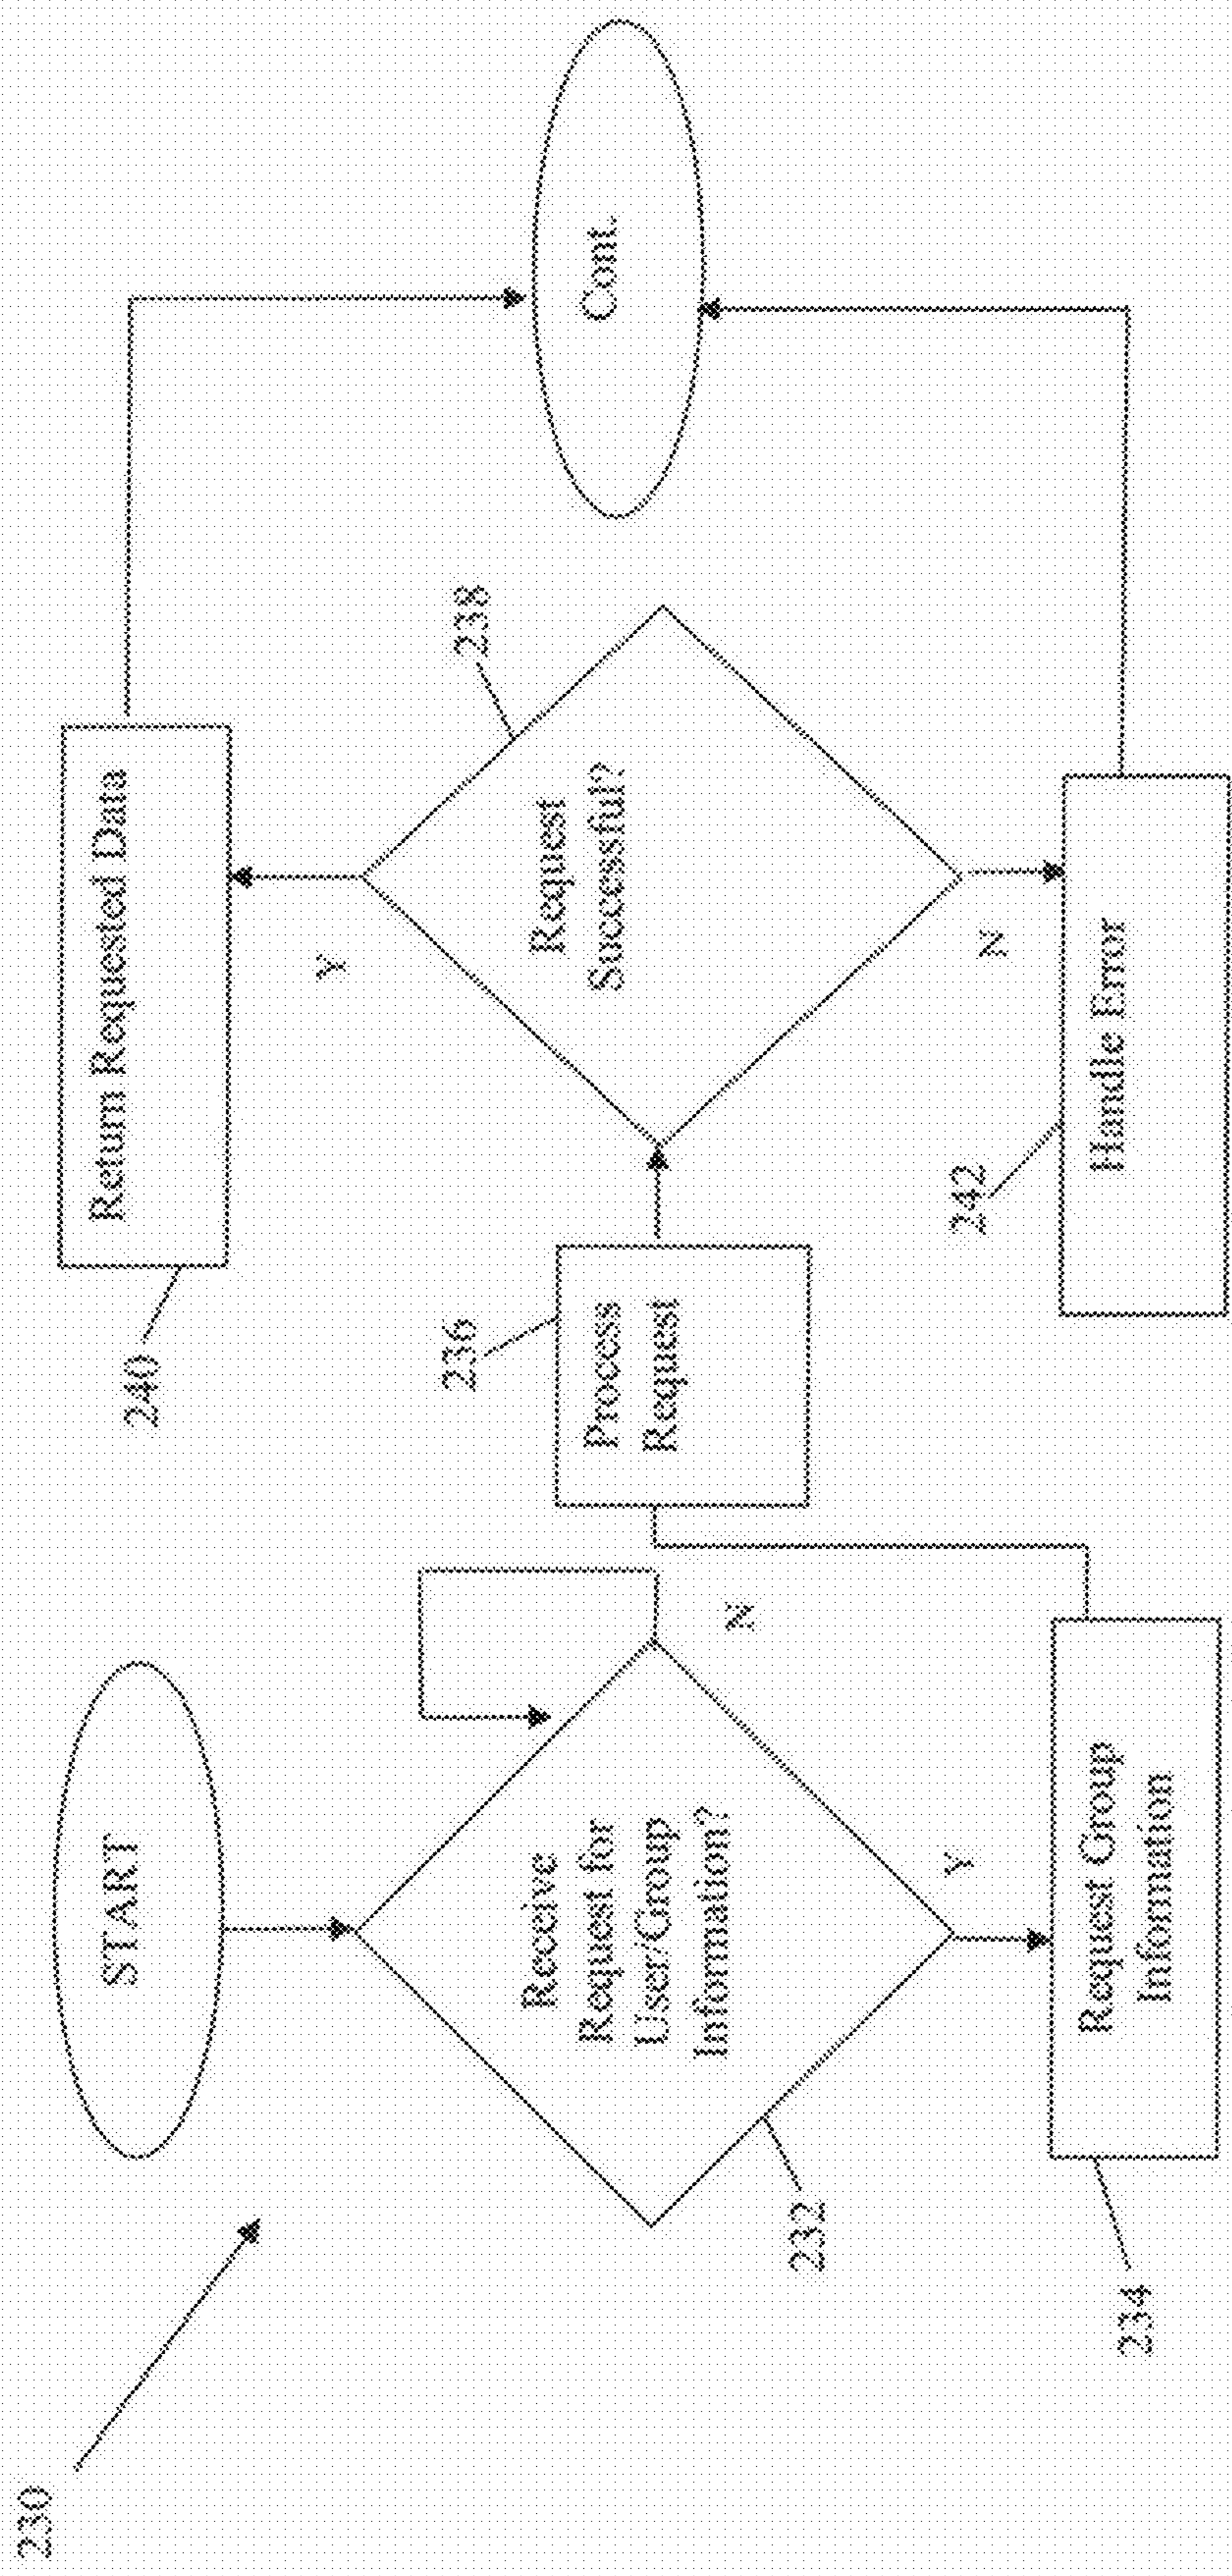 230
START
Receive
Request for
User/Group
Information?
232
N
Y
Request Group
Information
234
Process
Request
236
Request
Successful?
238
Y
N
Return Requested Data
240
Handle Error
242
Cont.